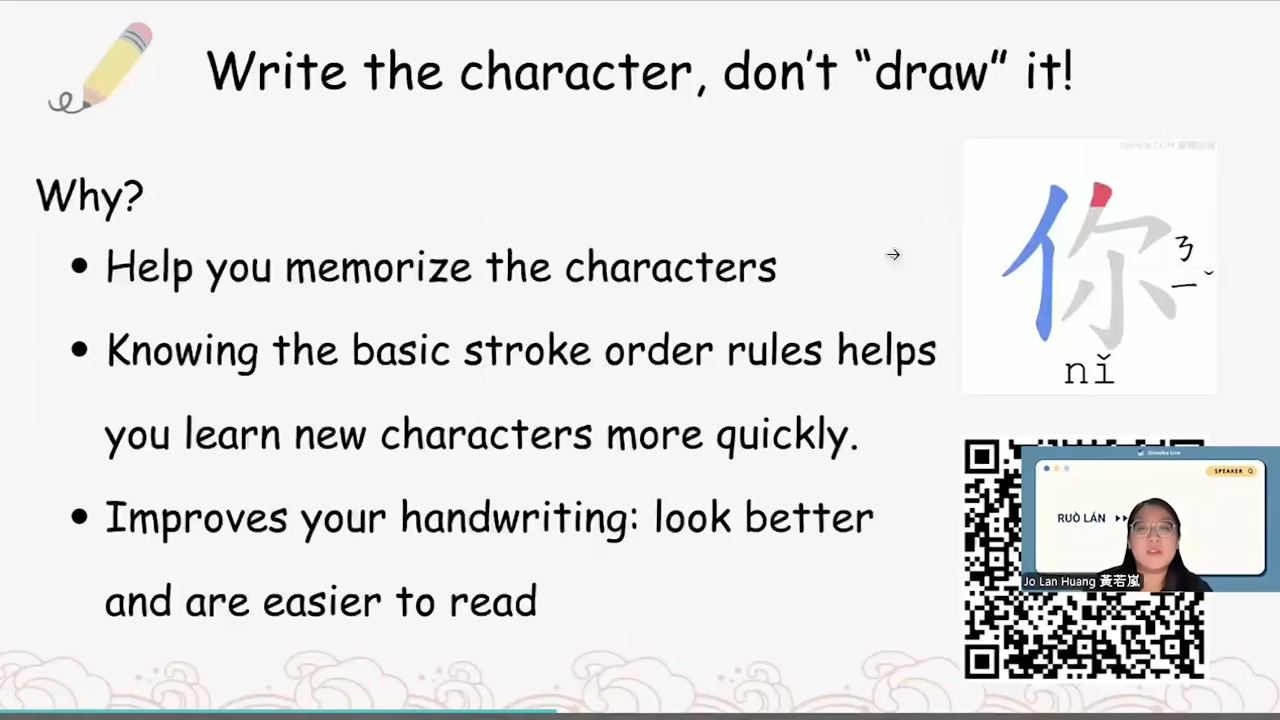 Write the character, don't “draw” it!
Why?
• Help you memorize the characters
• Knowing the basic stroke order rules helps
you learn new characters more quickly.
• Improves your handwriting: look better
and are easier to read
你
ㄋ
ㄧˇ
nǐ
SPEAKER
RUÒ LÁN
Jo Lan Huang 黃若嵐